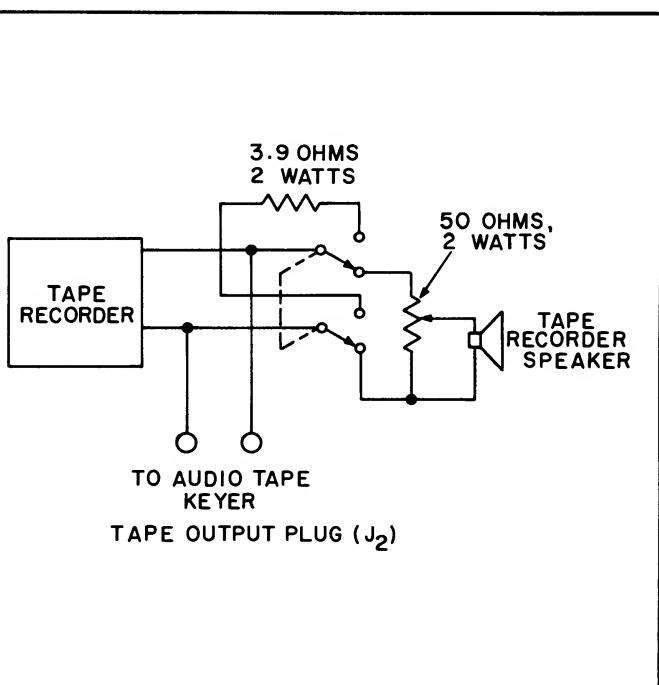 3.9 OHMS
2 WATTS
50 OHMS,
2 WATTS
TAPE
RECORDER
TAPE
RECORDER
SPEAKER
TO AUDIO TAPE
KEYER
TAPE OUTPUT PLUG (J2)